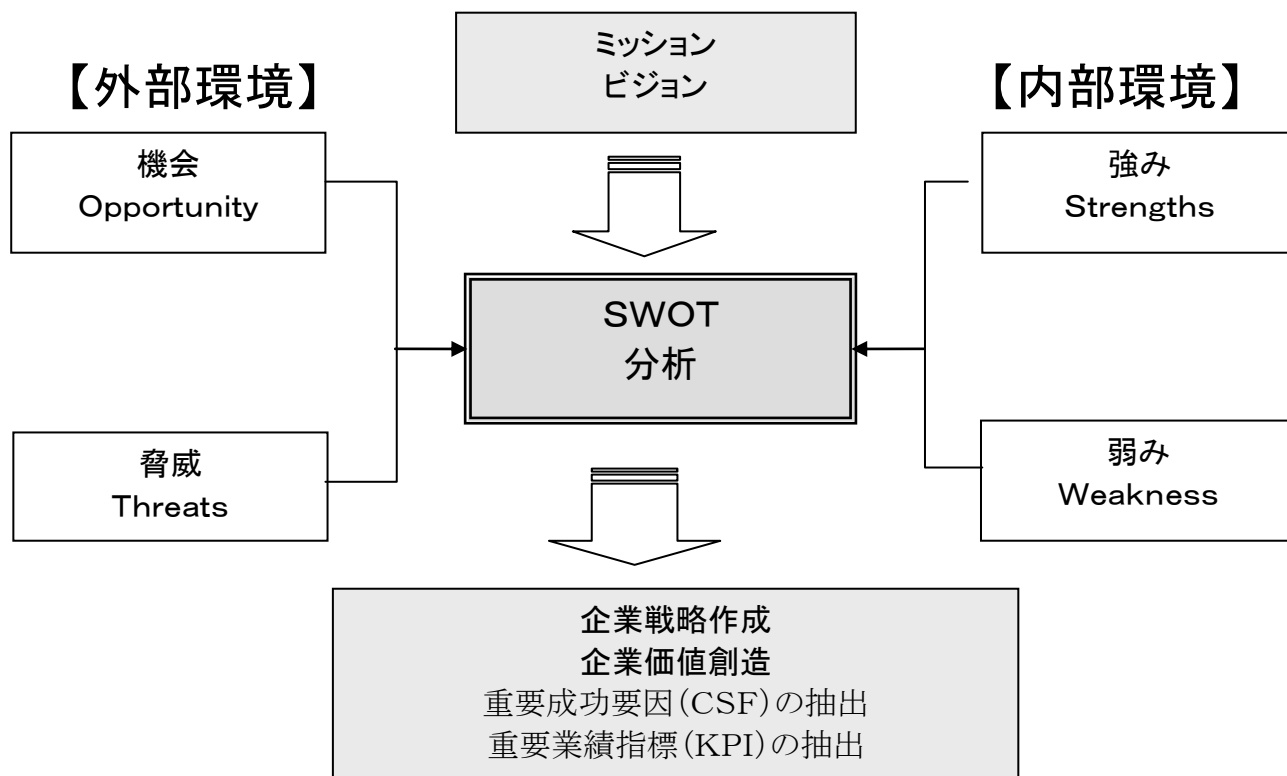 ミッション
ビジョン
【外部環境】
【内部環境】
機会
Opportunity
強み
Strengths
SWOT
分析
脅威
Threats
弱み
Weakness
企業戦略作成
企業価値創造
重要成功要因(CSF)の抽出
重要業績指標(KPI)の抽出